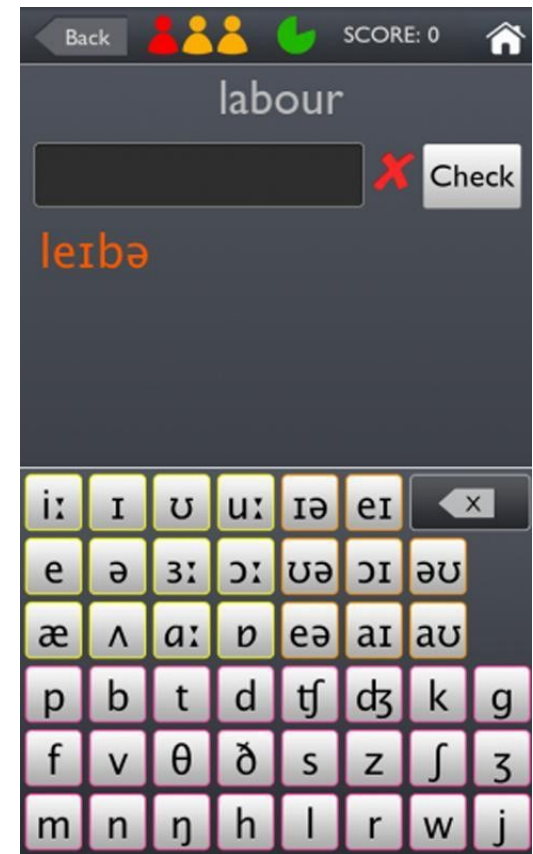 Back SCORE: 0
labour
Check
leɪbə
iː ɪ ʊ uː ɪə eɪ x
e ə ɜː ɔː ʊə ɔɪ əʊ
æ ʌ ɑː ɒ eə aɪ aʊ
p b t d ʧ ʤ k g
f v θ ð s z ʃ ʒ
m n ŋ h l r w j